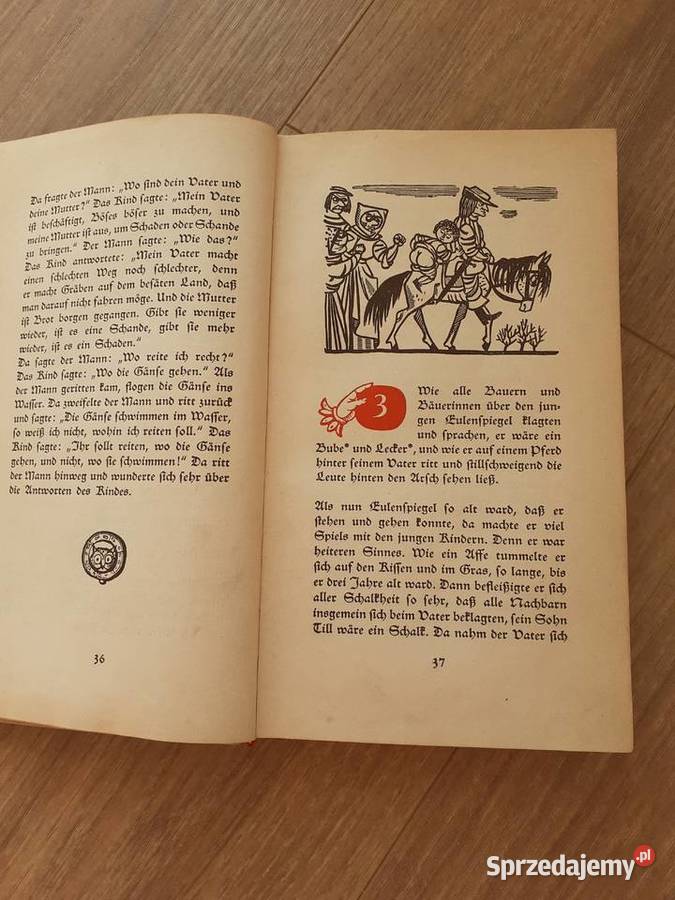 Da fragte der Mann: „Wo sind dein Vater und
deine Mutter?“ Das Kind sagte: „Mein Vater
ist beschäftigt, Böses böser zu machen, und
meine Mutter ist aus, um Schaden oder Schande
zu bringen.“ Der Mann sagte: „Wie das?“
Das Kind antwortete: „Mein Vater macht
einen schlechten Weg noch schlechter, denn
er macht Gräben auf dem besäten Land, daß
man darauf nicht fahren möge. Und die Mutter
ist Brot borgen gegangen. Gibt sie weniger
wieder, ist es eine Schande, gibt sie mehr
wieder, ist es ein Schaden.“
Da sagte der Mann: „Wo reite ich recht?“
Das Kind sagte: „Wo die Gänse gehen.“ Als
der Mann geritten kam, flogen die Gänse ins
Wasser. Da zweifelte der Mann und ritt zurück
und sagte: „Die Gänse schwimmen im Wasser,
so weiß ich nicht, wohin ich reiten soll.“ Das
Kind sagte: „Ihr sollt reiten, wo die Gänse
gehen, und nicht, wo sie schwimmen!“ Da ritt
der Mann hinweg und wunderte sich sehr über
die Antworten des Kindes.
36
3
Wie alle Bauern und
Bäuerinnen über den jun-
gen Eulenspiegel klagten
und sprachen, er wäre ein
Bube* und Lecker*, und wie er auf einem Pferd
hinter seinem Vater ritt und stillschweigend die
Leute hinten den Arsch sehen ließ.
Als nun Eulenspiegel so alt ward, daß er
stehen und gehen konnte, da machte er viel
Spiels mit den jungen Kindern. Denn er war
heiteren Sinnes. Wie ein Affe tummelte er
sich auf den Kissen und im Gras, so lange, bis
er drei Jahre alt ward. Dann befleißigte er sich
aller Schalkheit so sehr, daß alle Nachbarn
insgemein sich beim Vater beklagten, sein Sohn
Till wäre ein Schalk. Da nahm der Vater sich
37
Sprzedajemy.pl